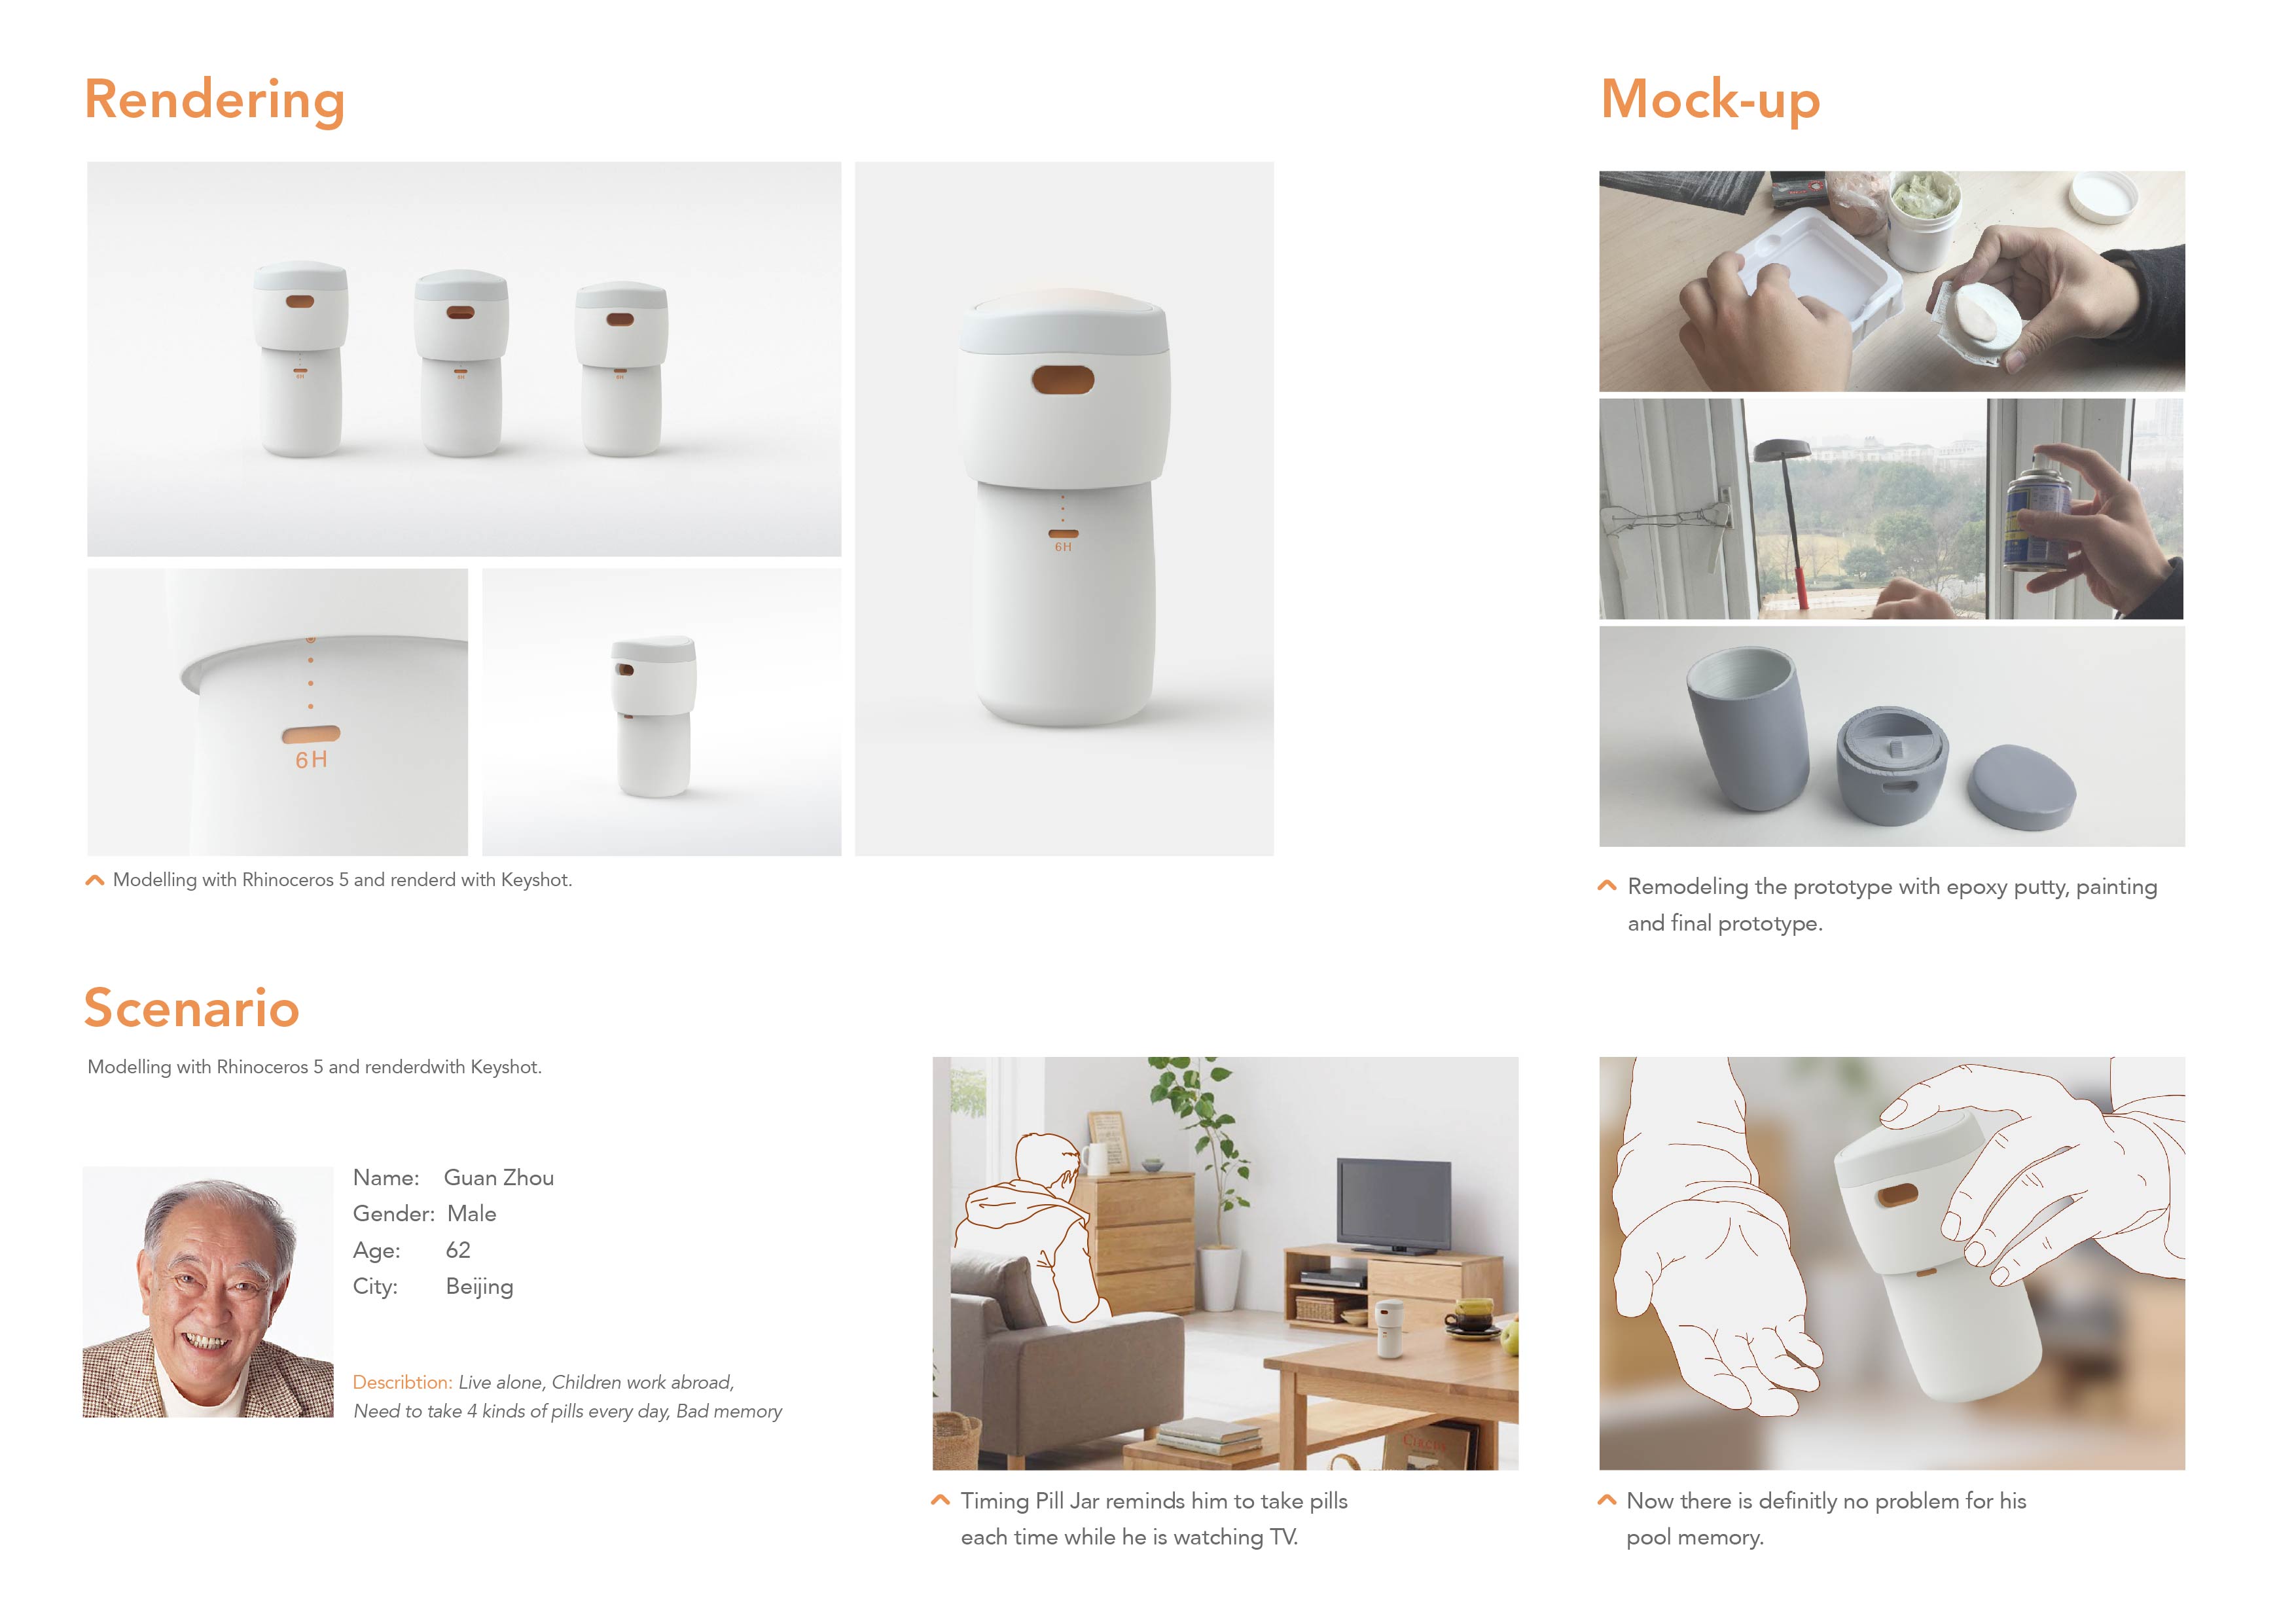 Rendering
Mock-up
6H
6H
6H
6H
6H
Modelling with Rhinoceros 5 and renderd with Keyshot.
Remodeling the prototype with epoxy putty, painting
and final prototype.
Scenario
Modelling with Rhinoceros 5 and renderdwith Keyshot.
Name: Guan Zhou
Gender: Male
Age: 62
City: Beijing
Describtion: Live alone, Children work abroad,
Need to take 4 kinds of pills every day, Bad memory
CIRCUS
Timing Pill Jar reminds him to take pills
each time while he is watching TV.
Now there is definitly no problem for his
pool memory.